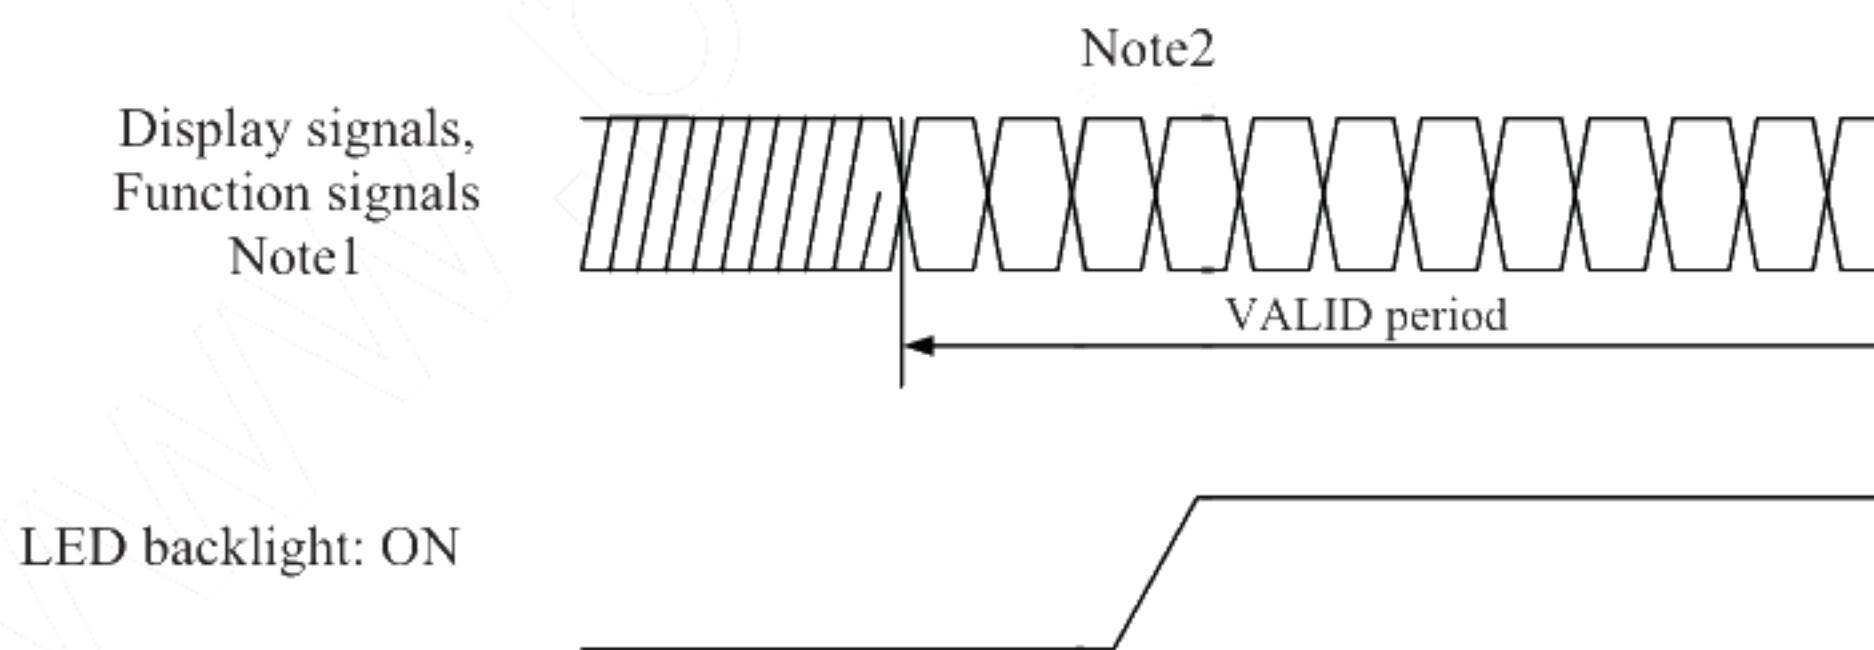 Note2
Display signals,
Function signals
Note1
VALID period
LED backlight: ON